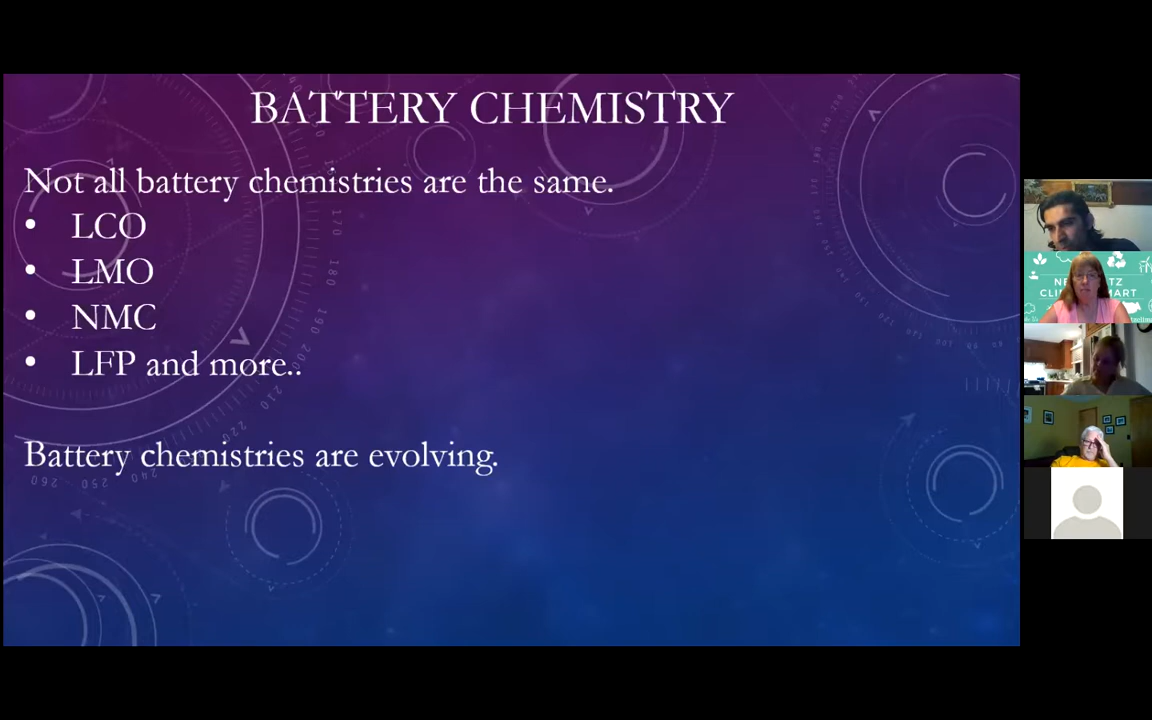 BATTERY CHEMISTRY
Not all battery chemistries are the same.
• LCO
• LMO
• NMC
• LFP and more..
Battery chemistries are evolving.